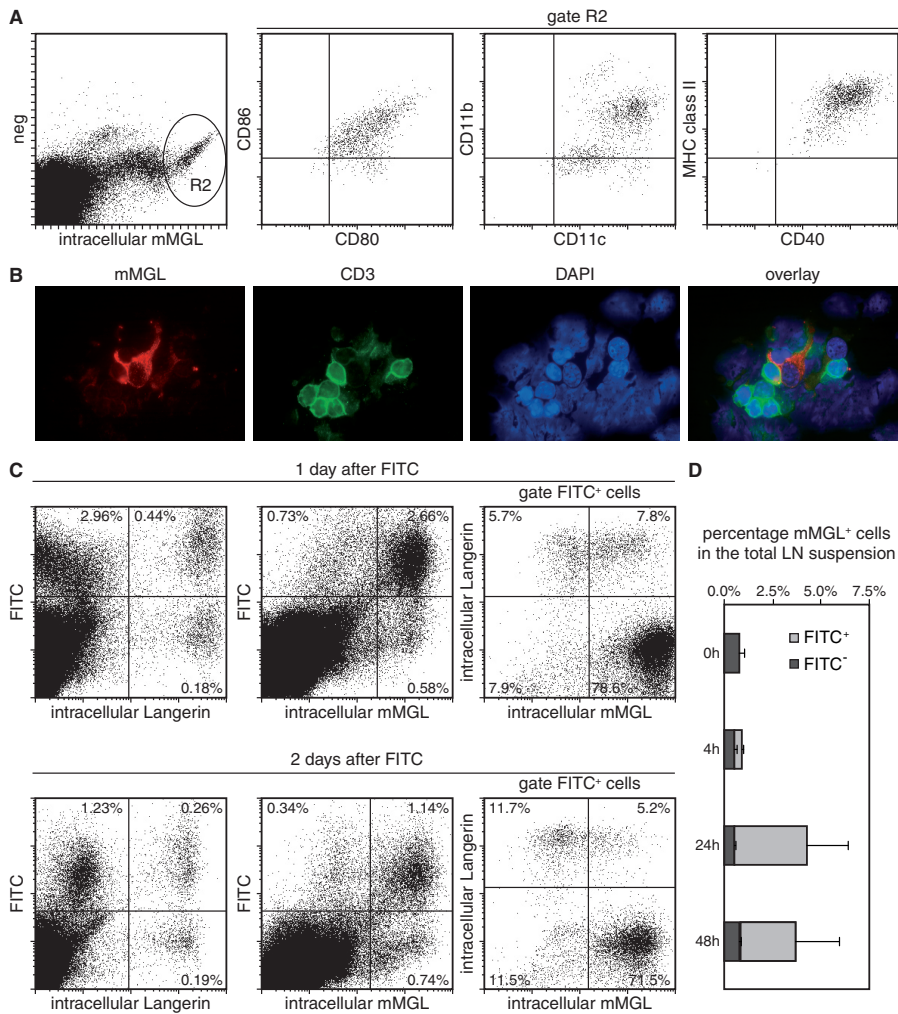 A
gate R2
neg
R2
intracellular mMGL
CD86
CD80
CD11b
CD11c
MHC class II
CD40
B
mMGL
CD3
DAPI
overlay
C
1 day after FITC
FITC
2.96%
0.44%
0.18%
intracellular Langerin
FITC
0.73%
2.66%
0.58%
intracellular mMGL
gate FITC⁺ cells
intracellular Langerin
5.7%
7.8%
7.9%
78.6%
intracellular mMGL
2 days after FITC
FITC
1.23%
0.26%
0.19%
intracellular Langerin
FITC
0.34%
1.14%
0.74%
intracellular mMGL
gate FITC⁺ cells
intracellular Langerin
11.7%
5.2%
11.5%
71.5%
intracellular mMGL
D
percentage mMGL⁺ cells
in the total LN suspension
0.0% 2.5% 5.0% 7.5%
FITC⁺
FITC⁻
0h
4h
24h
48h